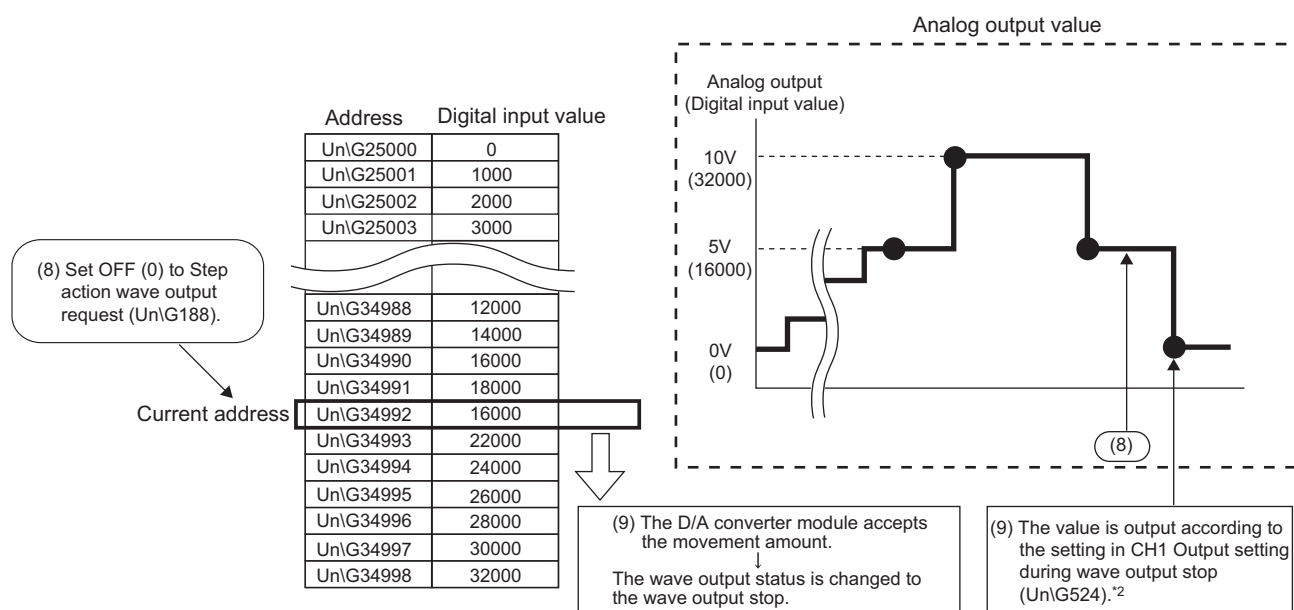 Analog output value
Analog output
(Digital input value)
10V
(32000)
5V
(16000)
0V
(0)
(8)
Address Digital input value
Un\G25000 0
Un\G25001 1000
Un\G25002 2000
Un\G25003 3000
Un\G34988 12000
Un\G34989 14000
Un\G34990 16000
Un\G34991 18000
Un\G34992 16000
Un\G34993 22000
Un\G34994 24000
Un\G34995 26000
Un\G34996 28000
Un\G34997 30000
Un\G34998 32000
(8) Set OFF (0) to Step
action wave output
request (Un\G188).
Current address
(9) The D/A converter module accepts
the movement amount.
↓
The wave output status is changed to
the wave output stop.
(9) The value is output according to
the setting in CH1 Output setting
during wave output stop
(Un\G524).*2